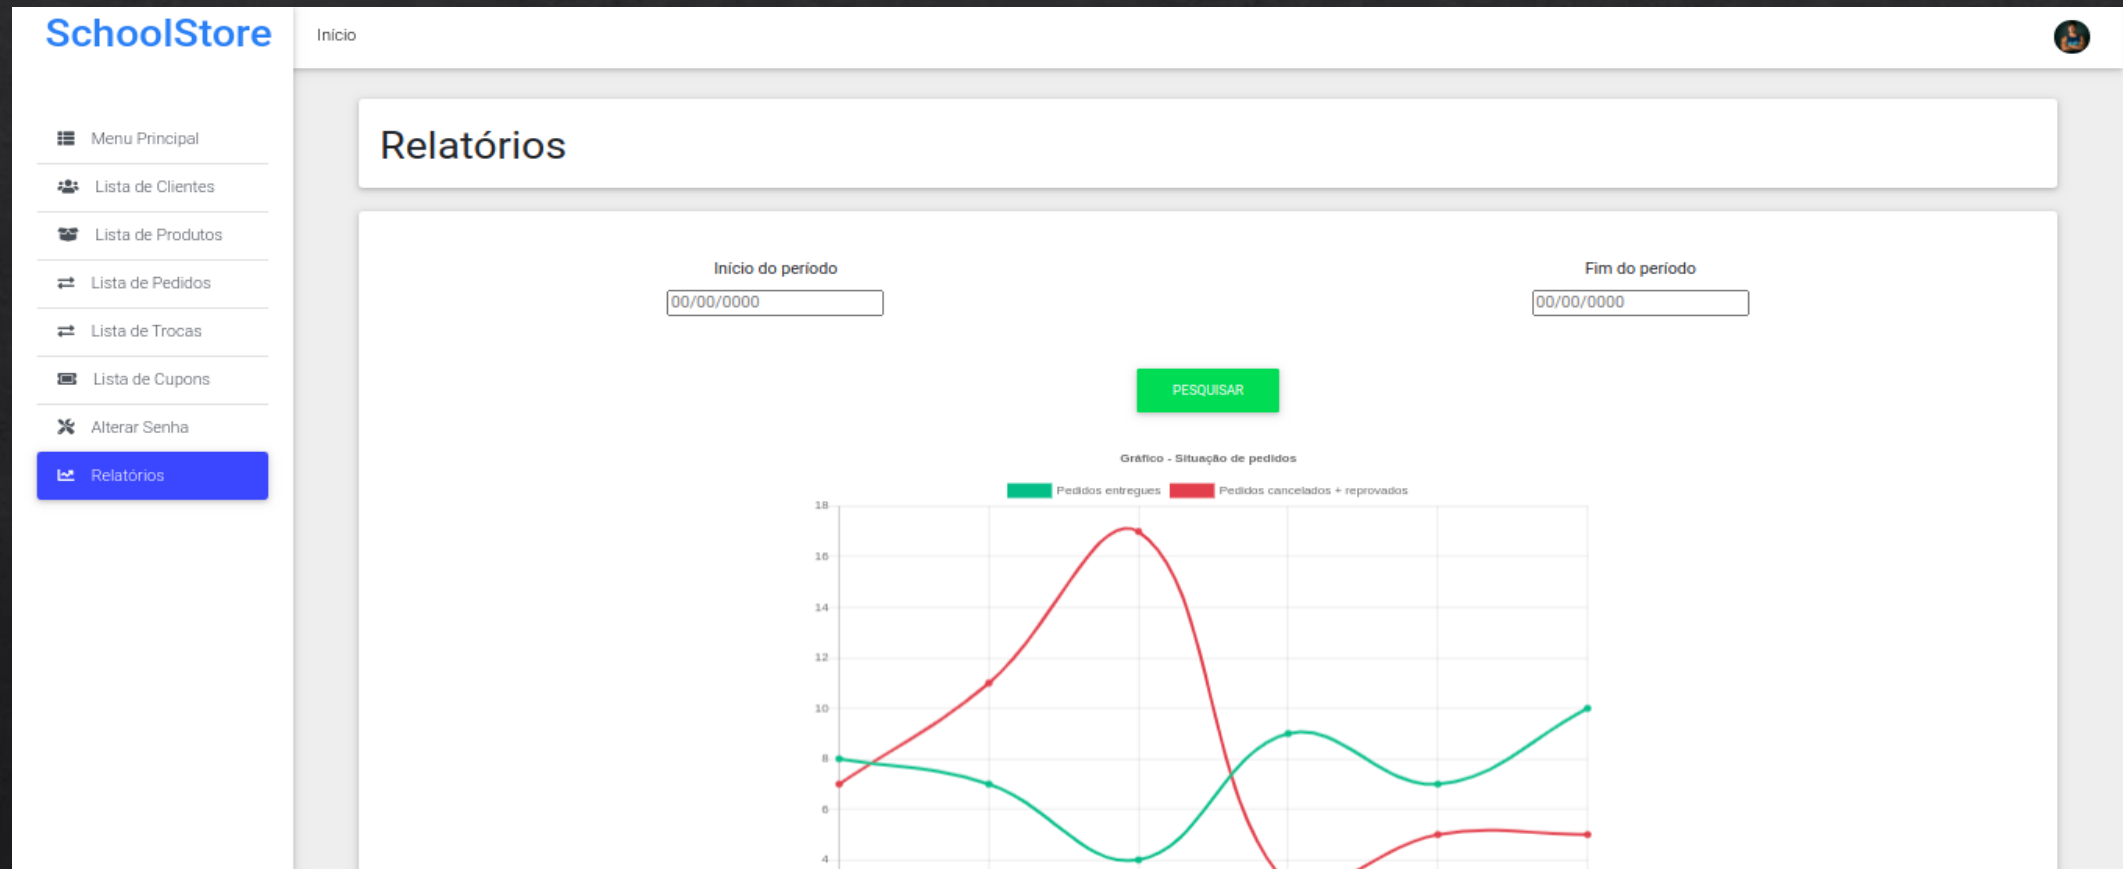 SchoolStore
Início
Menu Principal
Lista de Clientes
Lista de Produtos
Lista de Pedidos
Lista de Trocas
Lista de Cupons
Alterar Senha
Relatórios
Relatórios
Início do período
Fim do período
00/00/0000
00/00/0000
PESQUISAR
Gráfico - Situação de pedidos
Pedidos entregues
Pedidos cancelados + reprovados
18
16
14
12
10
8
6
4